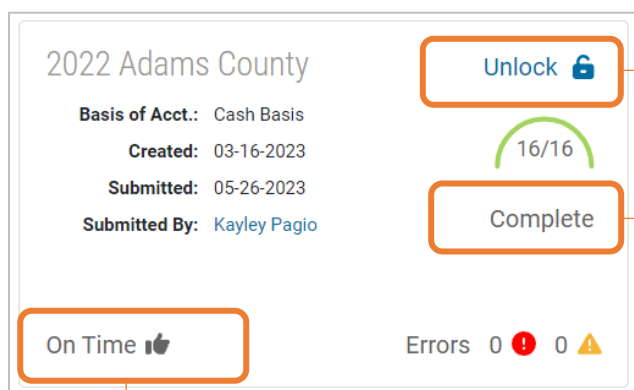 2022 Adams County
Unlock
Basis of Acct.: Cash Basis
16/16
Created: 03-16-2023
Submitted: 05-26-2023
Complete
Submitted By: Kayley Pagio
On Time
Errors 0 ! 0 !